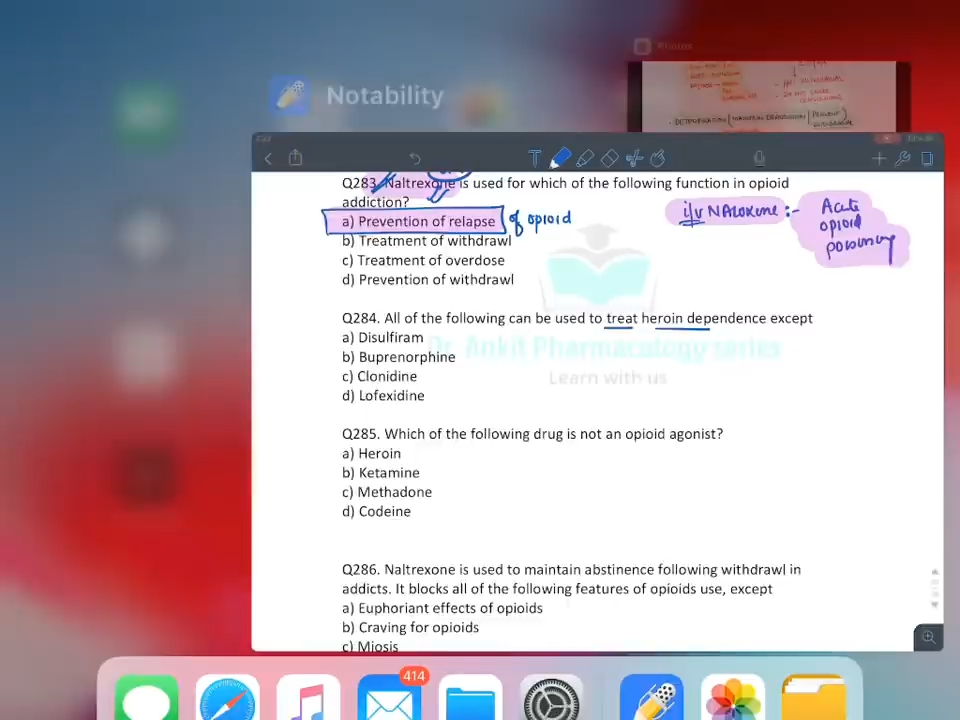 Notability
Q283. Naltrexone is used for which of the following function in opioid
addiction?
a) Prevention of relapse of opioid
b) Treatment of withdrawl
c) Treatment of overdose
d) Prevention of withdrawl
i/v NAloxone :- Acute
opioid
Q284. All of the following can be used to treat heroin dependence except
a) Disulfiram
Dr. Ankit Pharmacology series
b) Buprenorphine
c) Clonidine
Learn with us
d) Lofexidine
Q285. Which of the following drug is not an opioid agonist?
a) Heroin
b) Ketamine
c) Methadone
d) Codeine
Q286. Naltrexone is used to maintain abstinence following withdrawl in
addicts. It blocks all of the following features of opioids use, except
a) Euphoriant effects of opioids
b) Craving for opioids
c) Miosis
414